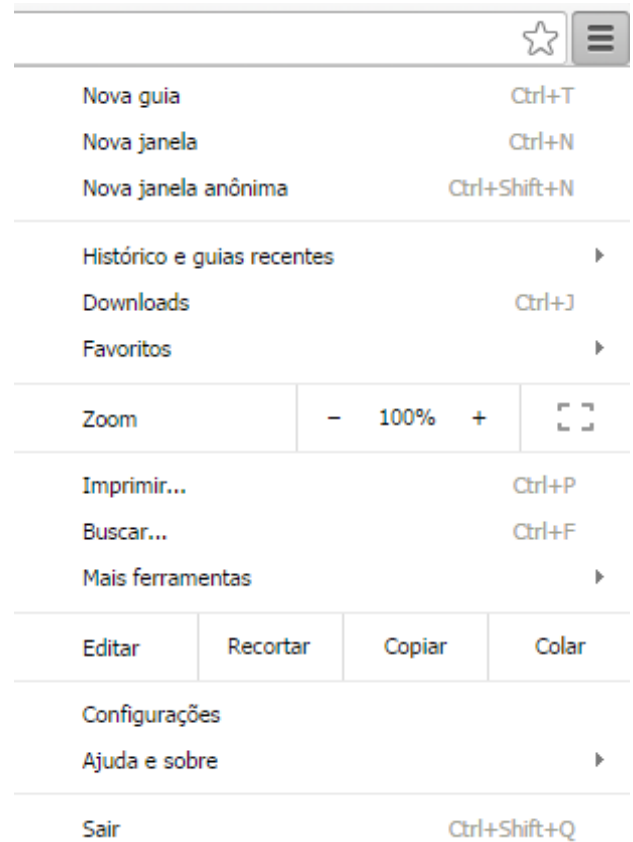 Nova guia Ctrl+T
Nova janela Ctrl+N
Nova janela anônima Ctrl+Shift+N
Histórico e guias recentes
Downloads Ctrl+J
Favoritos
Zoom - 100% +
Imprimir... Ctrl+P
Buscar... Ctrl+F
Mais ferramentas
Editar Recortar Copiar Colar
Configurações
Ajuda e sobre
Sair Ctrl+Shift+Q